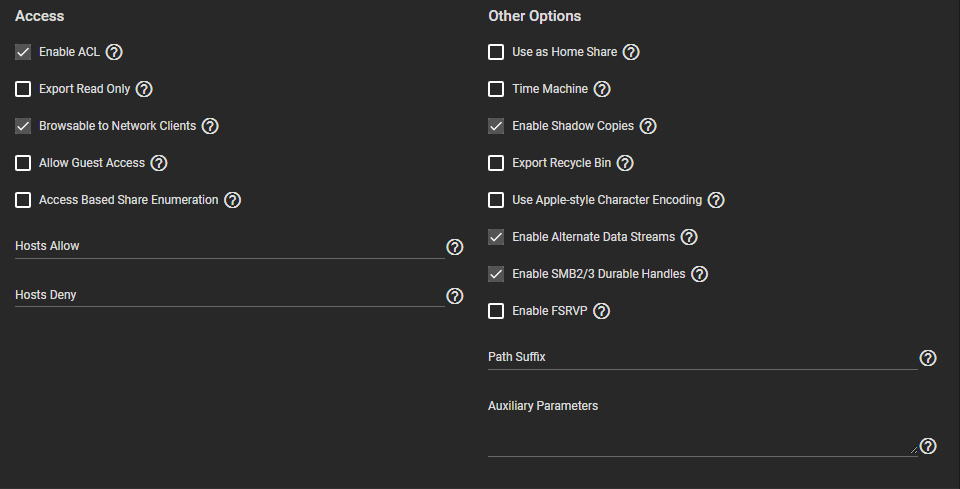 Access
Enable ACL
Export Read Only
Browsable to Network Clients
Allow Guest Access
Access Based Share Enumeration
Hosts Allow
Hosts Deny
Other Options
Use as Home Share
Time Machine
Enable Shadow Copies
Export Recycle Bin
Use Apple-style Character Encoding
Enable Alternate Data Streams
Enable SMB2/3 Durable Handles
Enable FSRVP
Path Suffix
Auxiliary Parameters